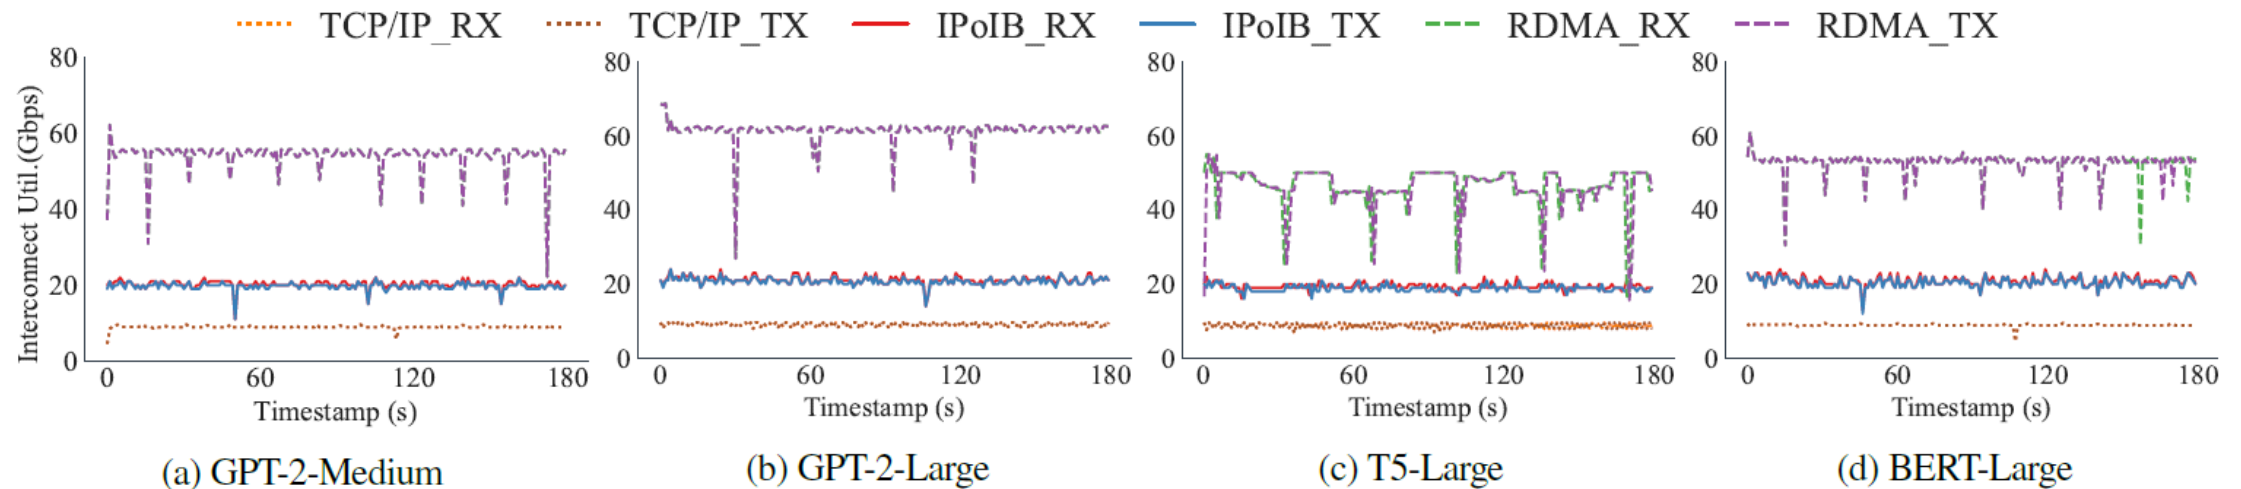 TCP/IP_RX TCP/IP_TX IPoIB_RX IPoIB_TX RDMA_RX RDMA_TX
Interconnect Util.(Gbps)
80
60
40
20
0
0 60 120 180
Timestamp (s)
(a) GPT-2-Medium
80
60
40
20
0
0 60 120 180
Timestamp (s)
(b) GPT-2-Large
80
60
40
20
0
0 60 120 180
Timestamp (s)
(c) T5-Large
80
60
40
20
0
0 60 120 180
Timestamp (s)
(d) BERT-Large